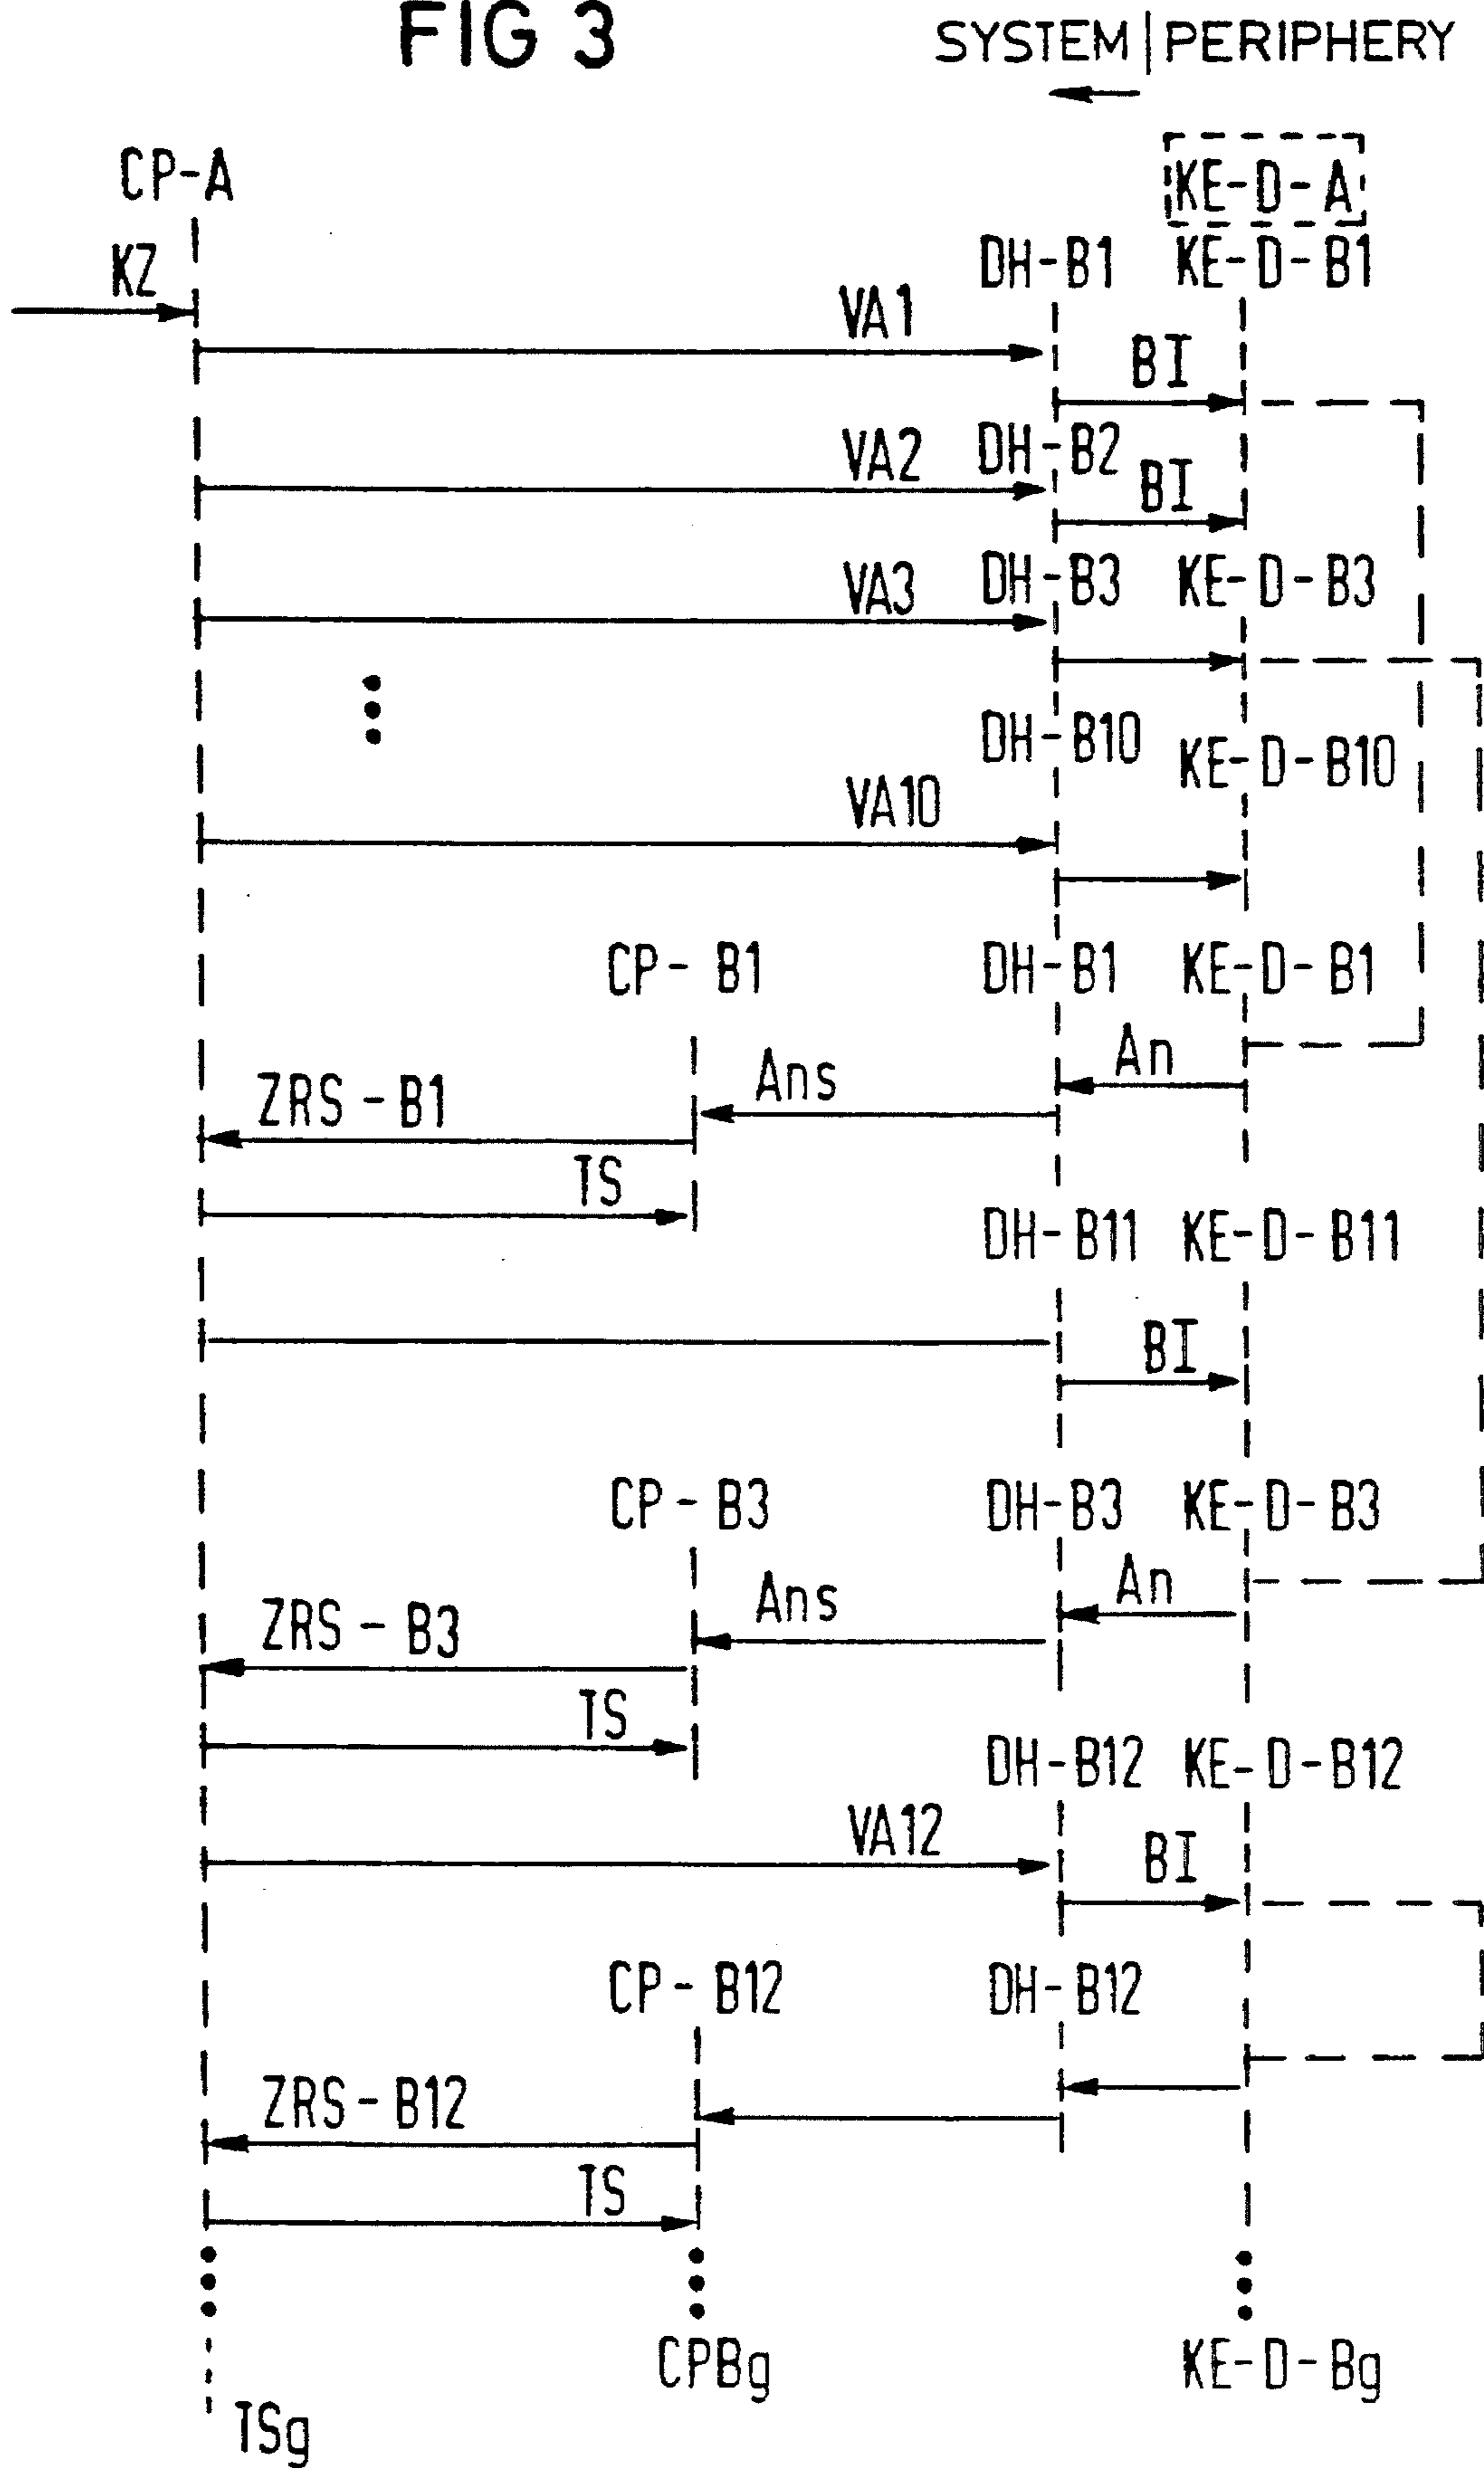 FIG 3
SYSTEM | PERIPHERY
KE-D-A
CP-A
DH-B1 KE-D-B1
KZ
VA1
BI
VA2 DH-B2
BI
VA3 DH-B3 KE-D-B3
DH-B10 KE-D-B10
VA10
CP- B1 DH-B1 KE-D-B1
An
Ans
ZRS - B1
TS
DH-B11 KE-D-B11
BI
CP- B3 DH-B3 KE-D-B3
An
Ans
ZRS - B3
TS
DH-B12 KE-D-B12
VA12
BI
CP- B12 DH-B12
ZRS - B12
TS
CPBg KE-D-Bg
TSg